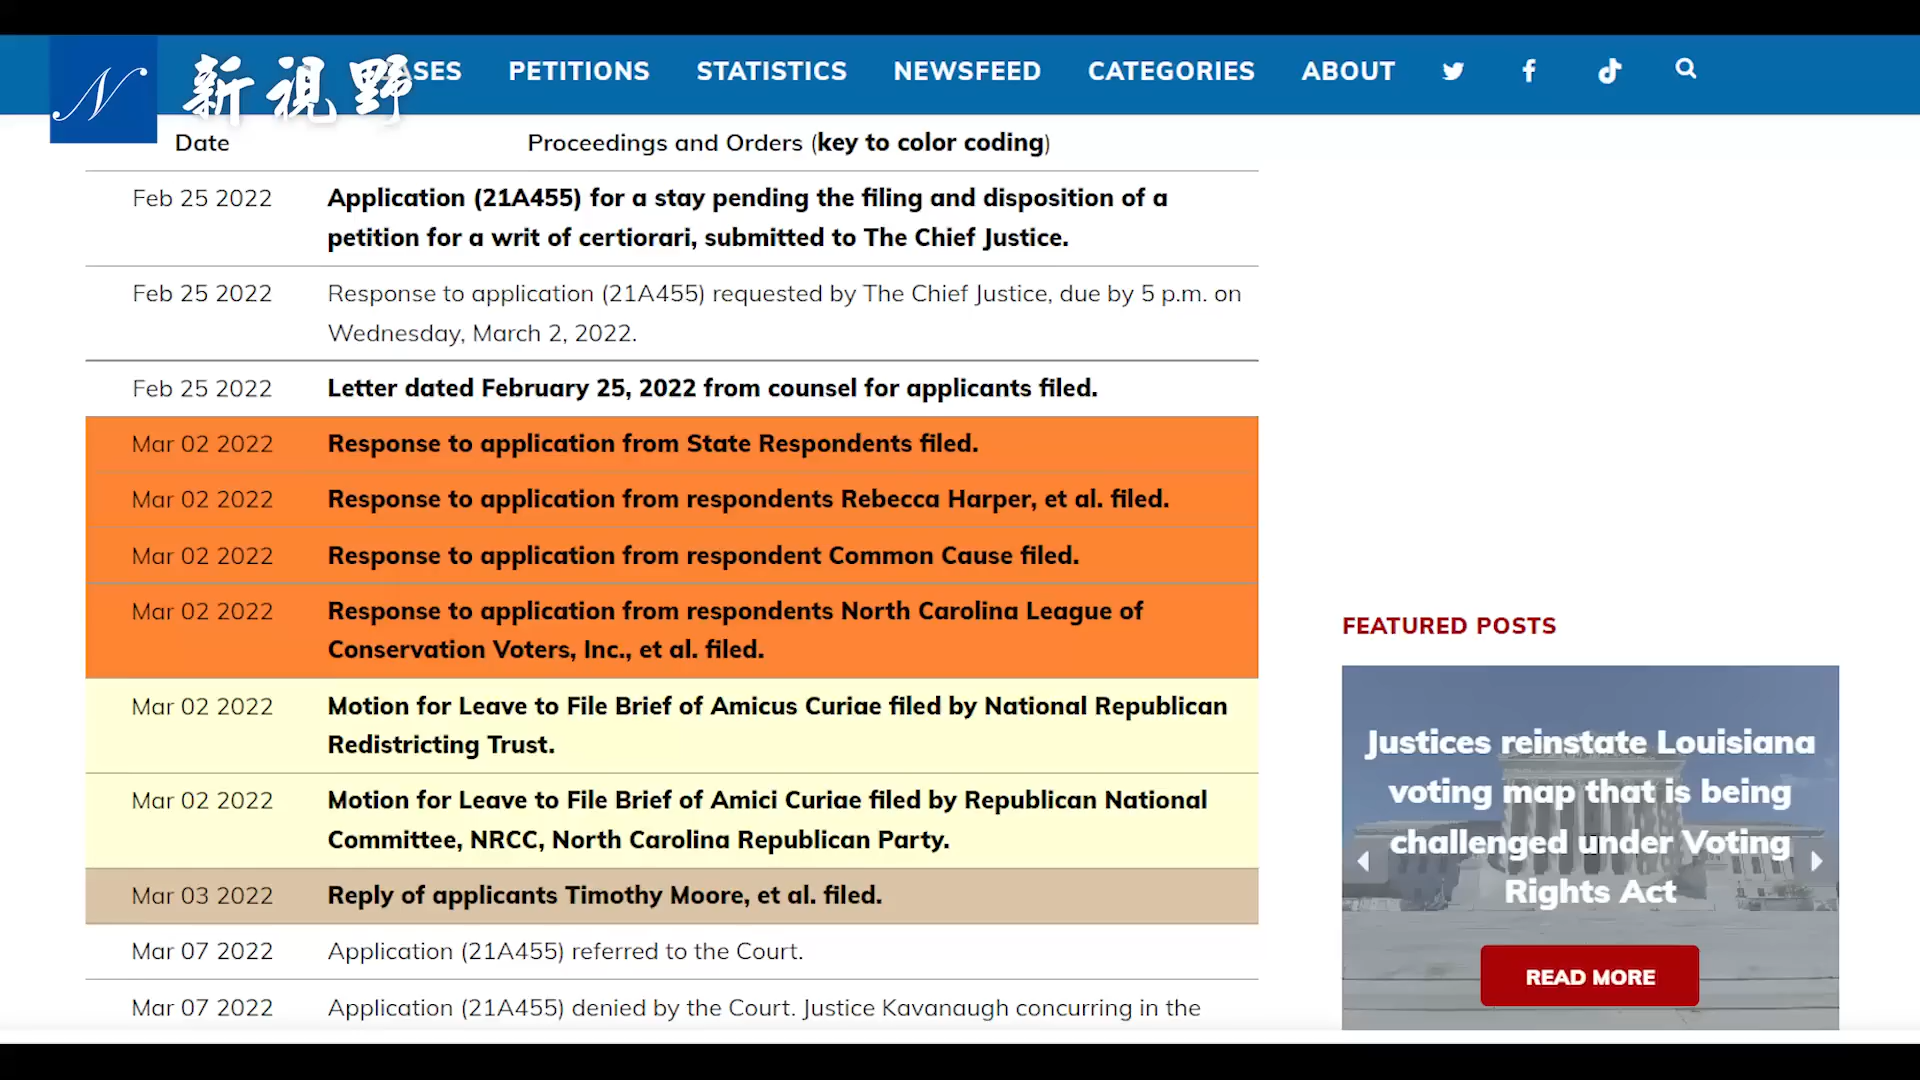 N 新視野
ASES PETITIONS STATISTICS NEWSFEED CATEGORIES ABOUT
Date Proceedings and Orders (key to color coding)
Feb 25 2022 Application (21A455) for a stay pending the filing and disposition of a
petition for a writ of certiorari, submitted to The Chief Justice.
Feb 25 2022 Response to application (21A455) requested by The Chief Justice, due by 5 p.m. on
Wednesday, March 2, 2022.
Feb 25 2022 Letter dated February 25, 2022 from counsel for applicants filed.
Mar 02 2022 Response to application from State Respondents filed.
Mar 02 2022 Response to application from respondents Rebecca Harper, et al. filed.
Mar 02 2022 Response to application from respondent Common Cause filed.
Mar 02 2022 Response to application from respondents North Carolina League of
Conservation Voters, Inc., et al. filed.
Mar 02 2022 Motion for Leave to File Brief of Amicus Curiae filed by National Republican
Redistricting Trust.
Mar 02 2022 Motion for Leave to File Brief of Amici Curiae filed by Republican National
Committee, NRCC, North Carolina Republican Party.
Mar 03 2022 Reply of applicants Timothy Moore, et al. filed.
Mar 07 2022 Application (21A455) referred to the Court.
Mar 07 2022 Application (21A455) denied by the Court. Justice Kavanaugh concurring in the
FEATURED POSTS
Justices reinstate Louisiana
voting map that is being
challenged under Voting
Rights Act
READ MORE